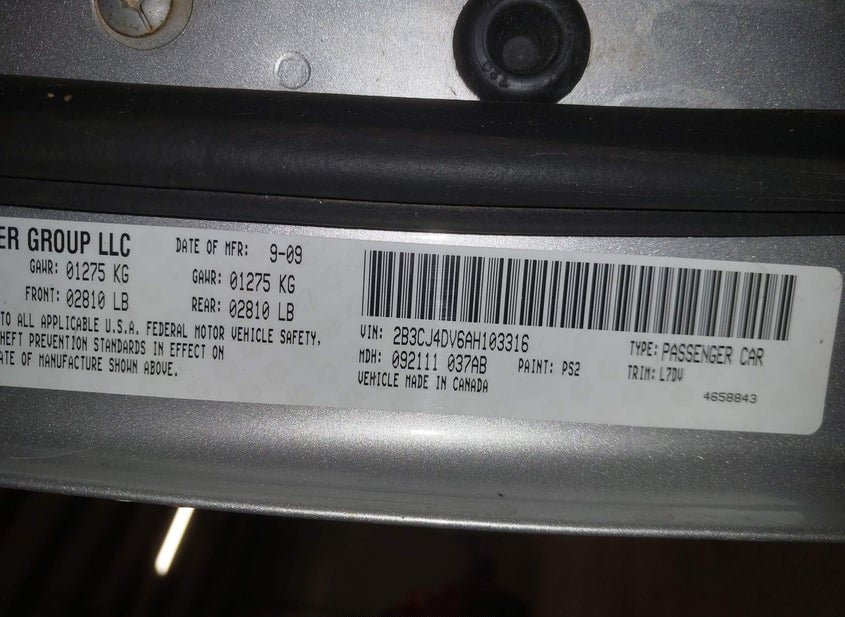 ER GROUP LLC
DATE OF MFR: 9-09
GAWR: 01275 KG
GAWR: 01275 KG
FRONT: 02810 LB
REAR: 02810 LB
TO ALL APPLICABLE U.S.A. FEDERAL MOTOR VEHICLE SAFETY,
HEFT PREVENTION STANDARDS IN EFFECT ON
ATE OF MANUFACTURE SHOWN ABOVE.
VIN: 2B3CJ4DV6AH103316
TYPE: PASSENGER CAR
MDH: 092111 037AB
PAINT: PS2
TRIM: L7DV
VEHICLE MADE IN CANADA
4658843